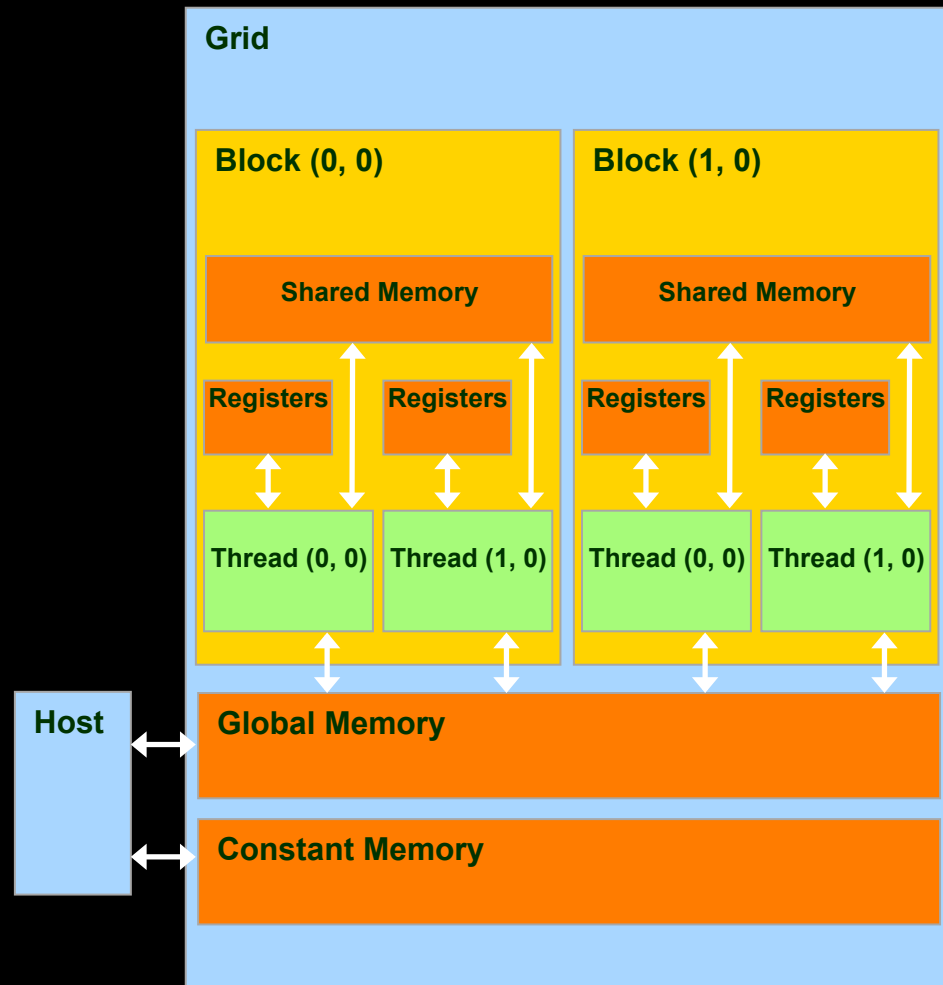 Grid
Block (0, 0)
Block (1, 0)
Shared Memory
Shared Memory
Registers
Registers
Registers
Registers
Thread (0, 0)
Thread (1, 0)
Thread (0, 0)
Thread (1, 0)
Host
Global Memory
Constant Memory